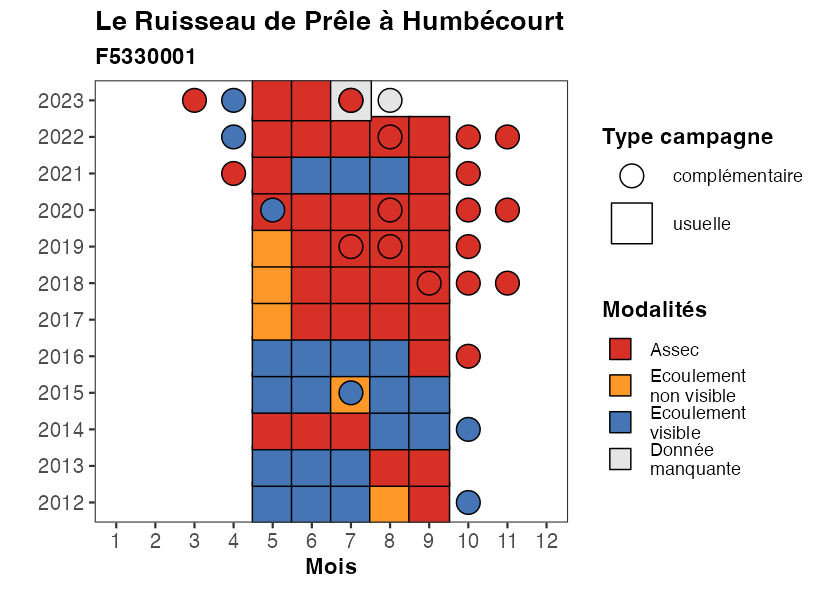 Le Ruisseau de Prêle à Humbécourt
F5330001
2023
2022
2021
2020
2019
2018
2017
2016
2015
2014
2013
2012
1 2 3 4 5 6 7 8 9 10 11 12
Mois
Type campagne
complémentaire
usuelle
Modalités
Assec
Ecoulement
non visible
Ecoulement
visible
Donnée
manquante